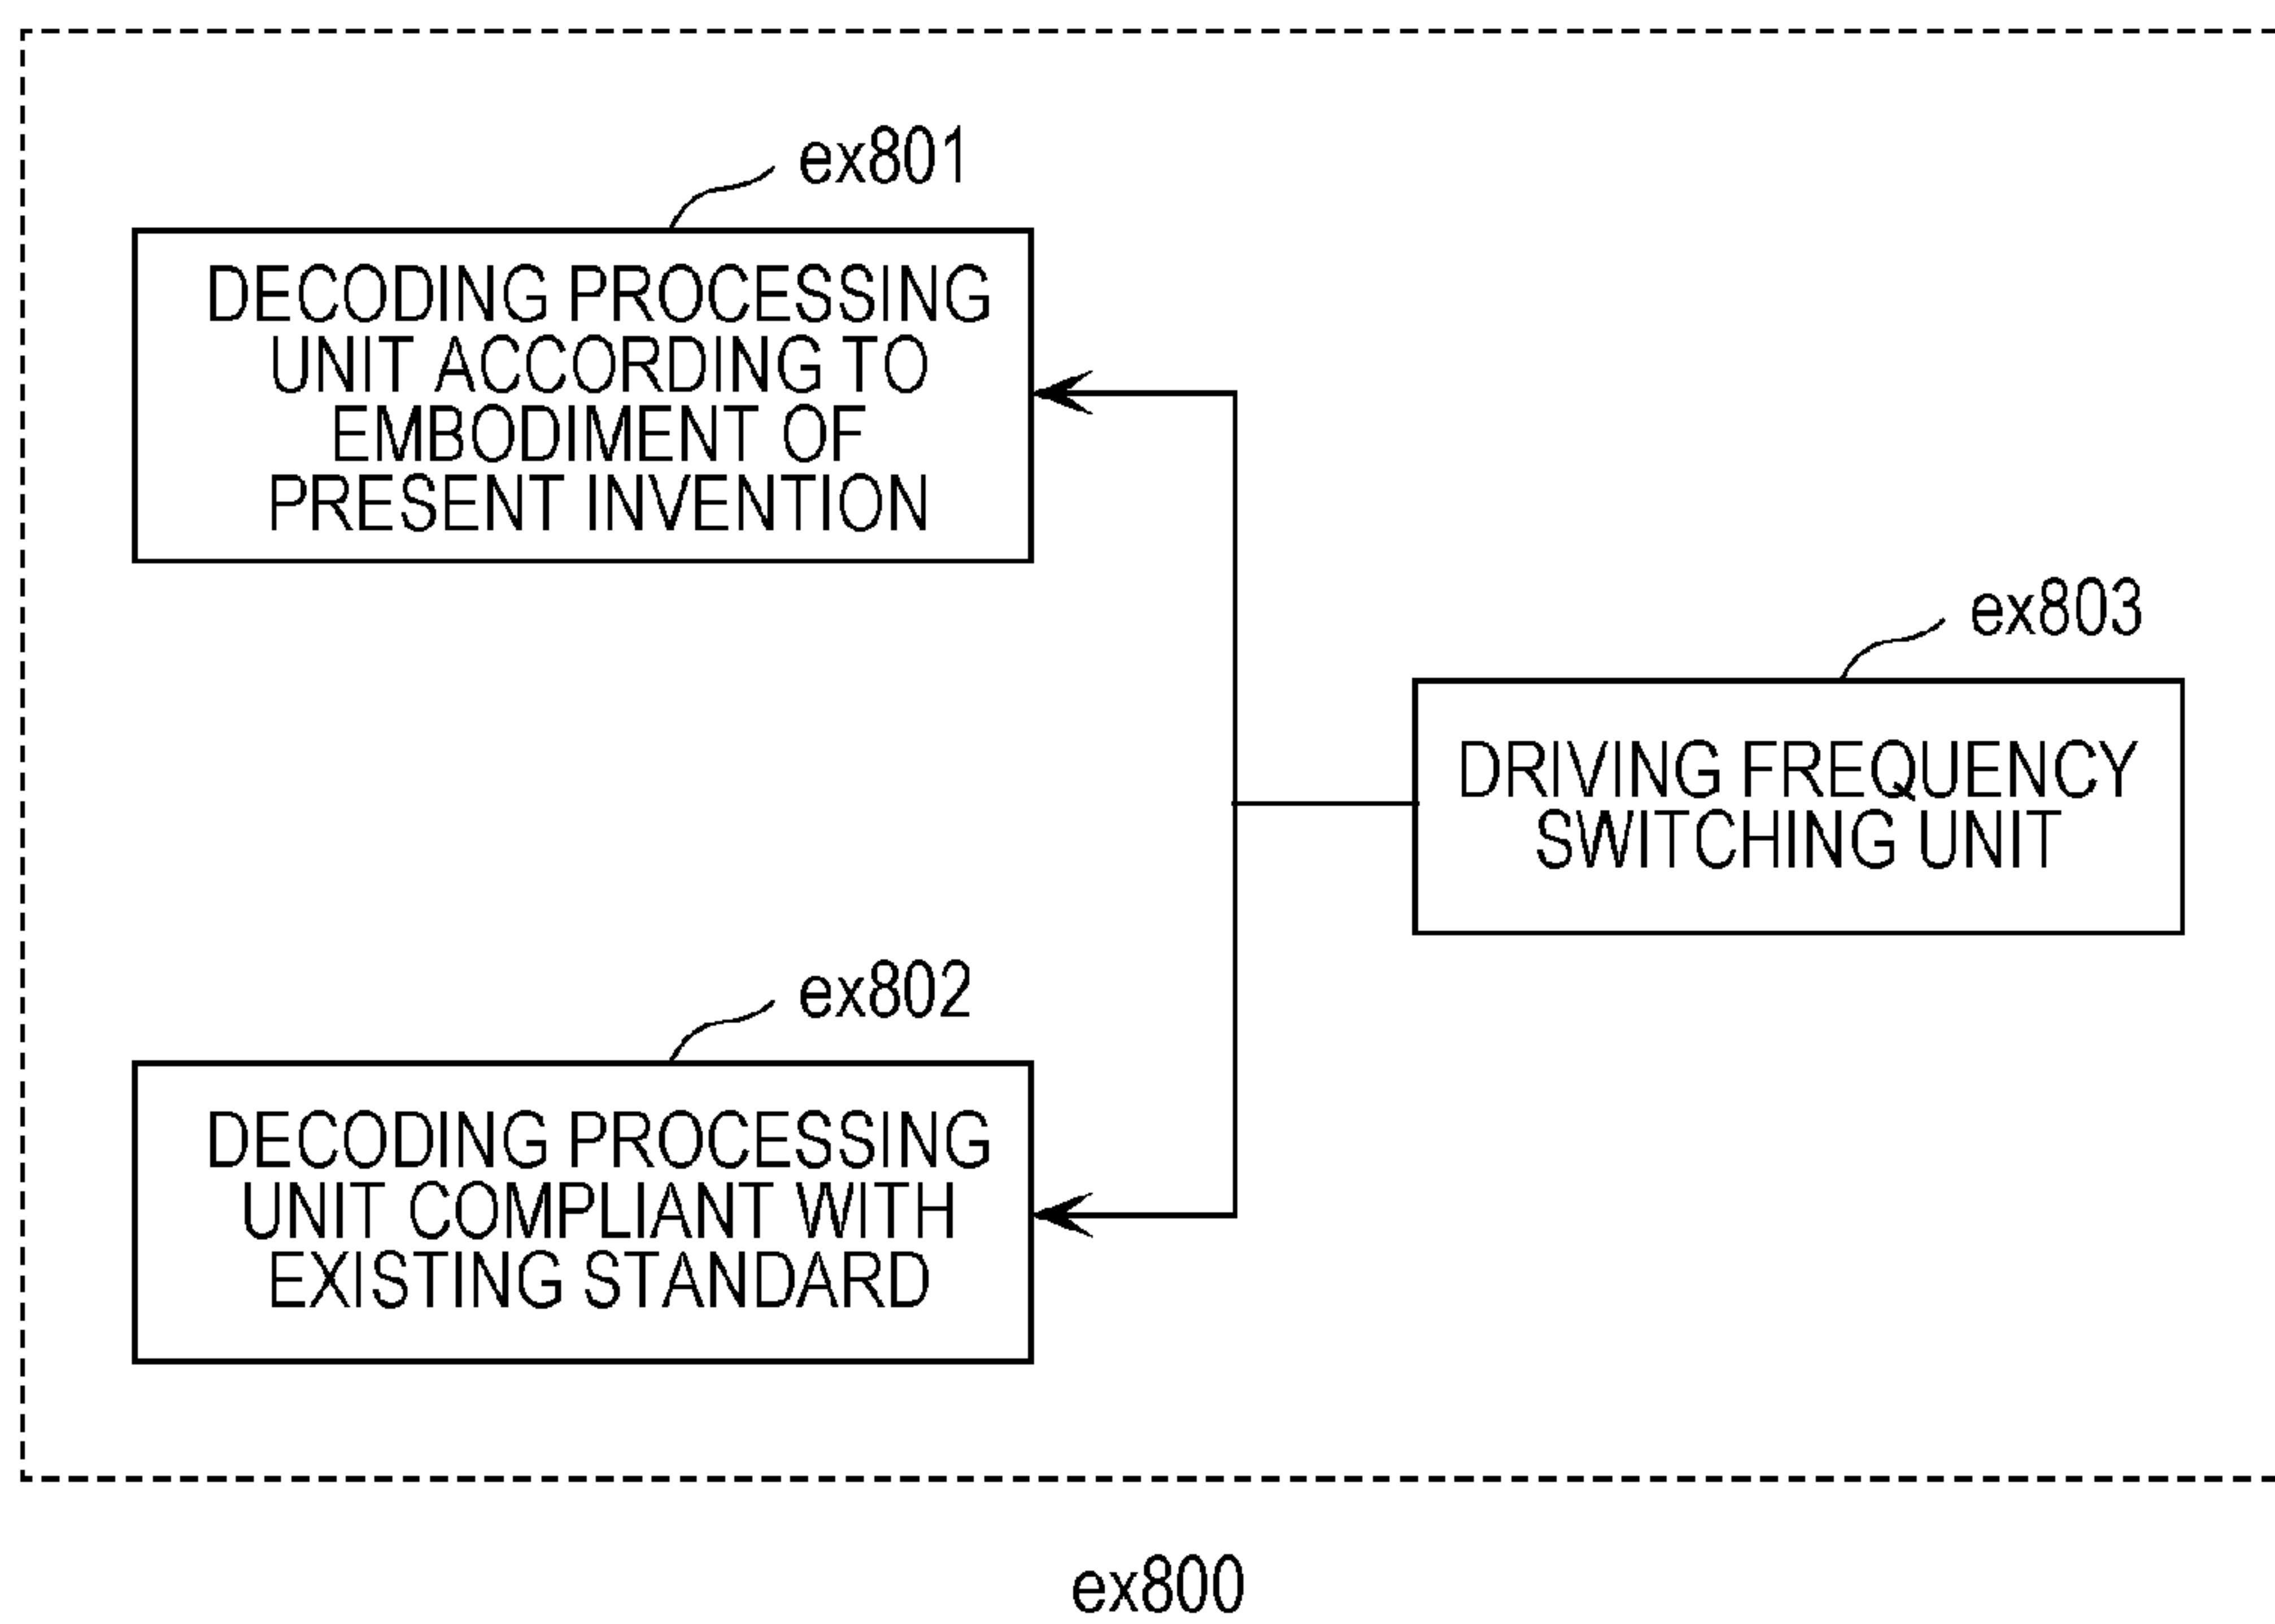 ex801
DECODING PROCESSING
UNIT ACCORDING TO
EMBODIMENT OF
PRESENT INVENTION
ex803
DRIVING FREQUENCY
SWITCHING UNIT
ex802
DECODING PROCESSING
UNIT COMPLIANT WITH
EXISTING STANDARD
ex800